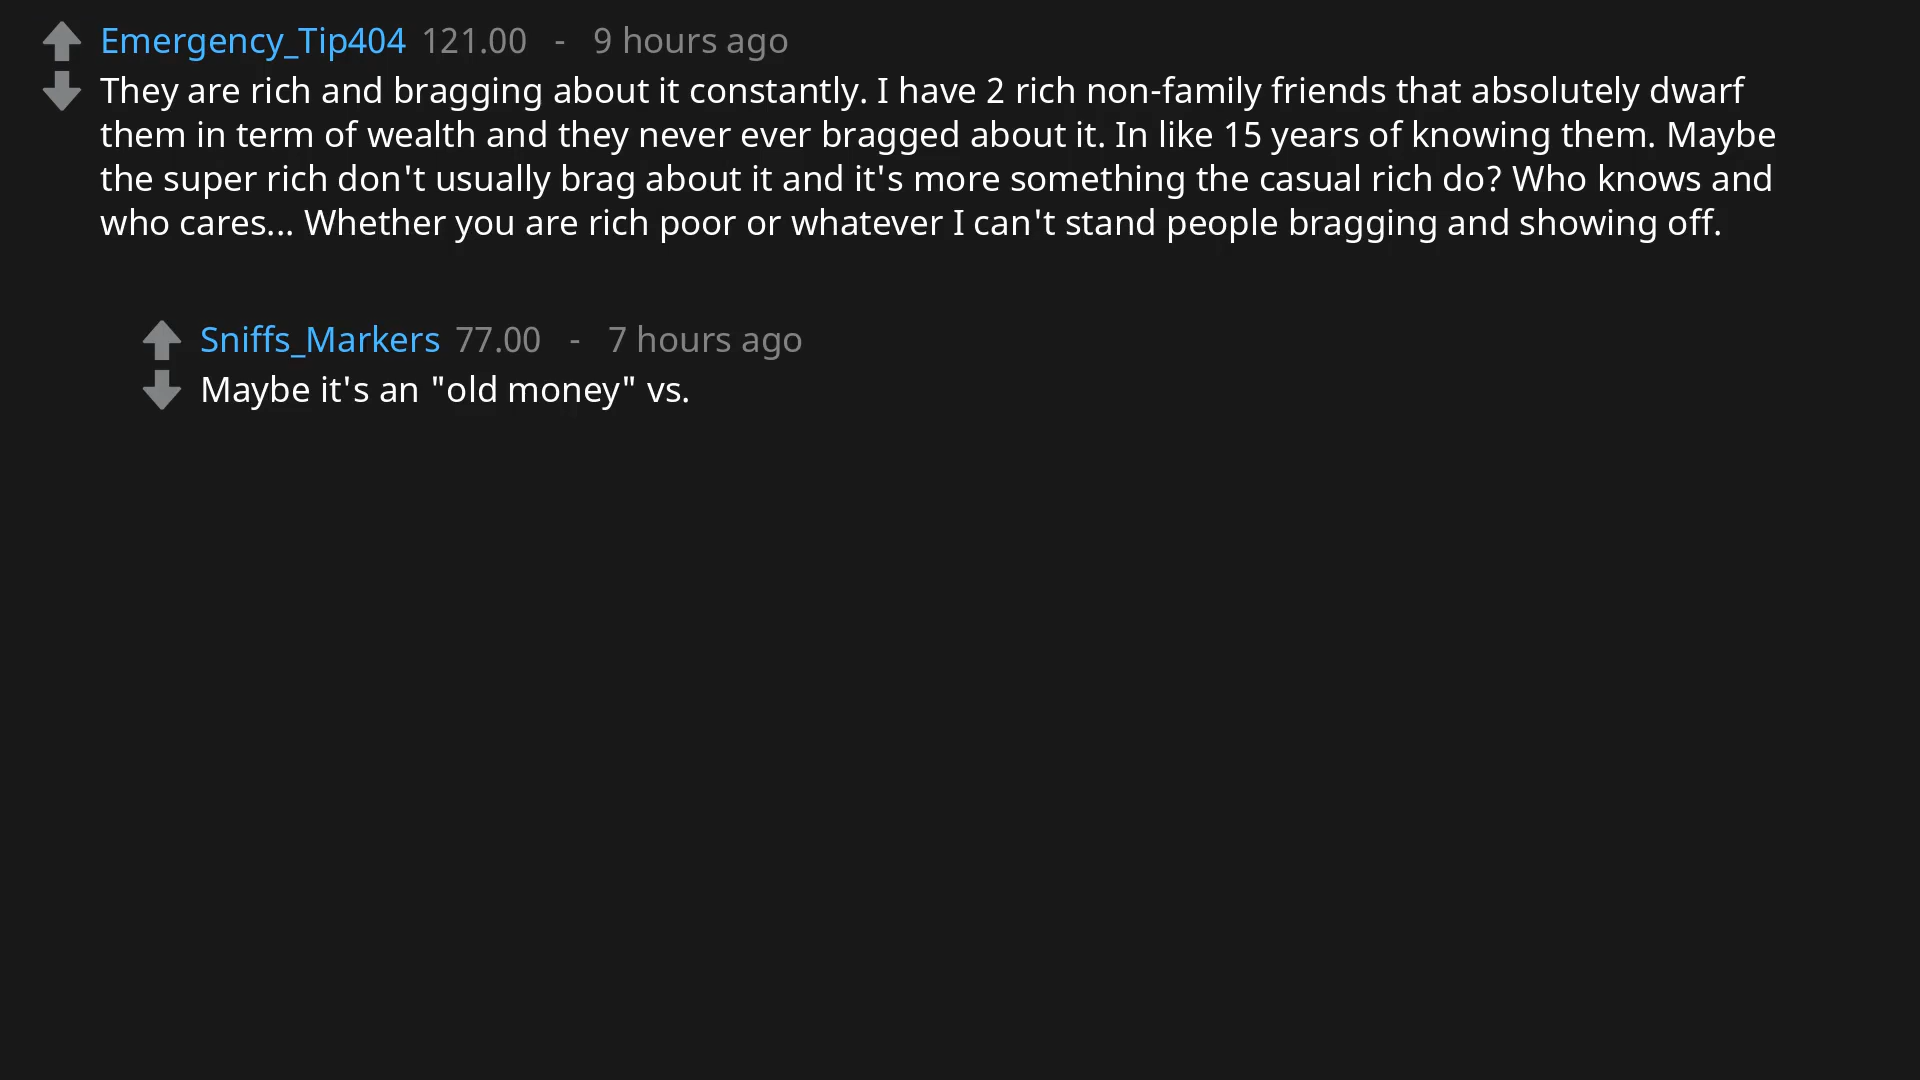 Emergency_Tip404 121.00 - 9 hours ago
They are rich and bragging about it constantly. I have 2 rich non-family friends that absolutely dwarf
them in term of wealth and they never ever bragged about it. In like 15 years of knowing them. Maybe
the super rich don't usually brag about it and it's more something the casual rich do? Who knows and
who cares... Whether you are rich poor or whatever I can't stand people bragging and showing off.
Sniffs_Markers 77.00 - 7 hours ago
Maybe it's an "old money" vs.